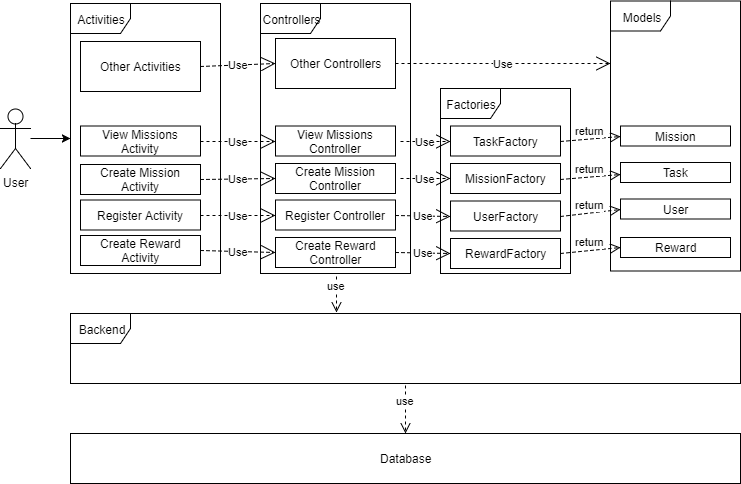 Activities
Controllers
Models
Other Activities
Use
Other Controllers
Use
Factories
User
View Missions
Activity
Use
View Missions
Controller
Use
TaskFactory
return
Mission
Create Mission
Activity
Use
Create Mission
Controller
Use
MissionFactory
return
Task
Register Activity
Use
Register Controller
Use
UserFactory
return
User
Create Reward
Activity
Use
Create Reward
Controller
Use
RewardFactory
return
Reward
use
Backend
use
Database